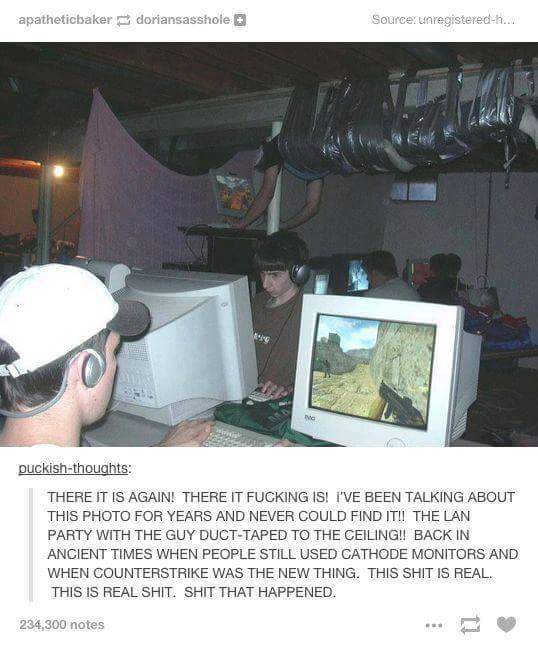 apatheticbaker doriansasshole
Source: unregistered-h...
puckish-thoughts:
THERE IT IS AGAIN!  THERE IT FUCKING IS!  I'VE BEEN TALKING ABOUT
THIS PHOTO FOR YEARS AND NEVER COULD FIND IT!!  THE LAN
PARTY WITH THE GUY DUCT-TAPED TO THE CEILING!!  BACK IN
ANCIENT TIMES WHEN PEOPLE STILL USED CATHODE MONITORS AND
WHEN COUNTERSTRIKE WAS THE NEW THING.  THIS SHIT IS REAL.
THIS IS REAL SHIT.  SHIT THAT HAPPENED.
234,300 notes